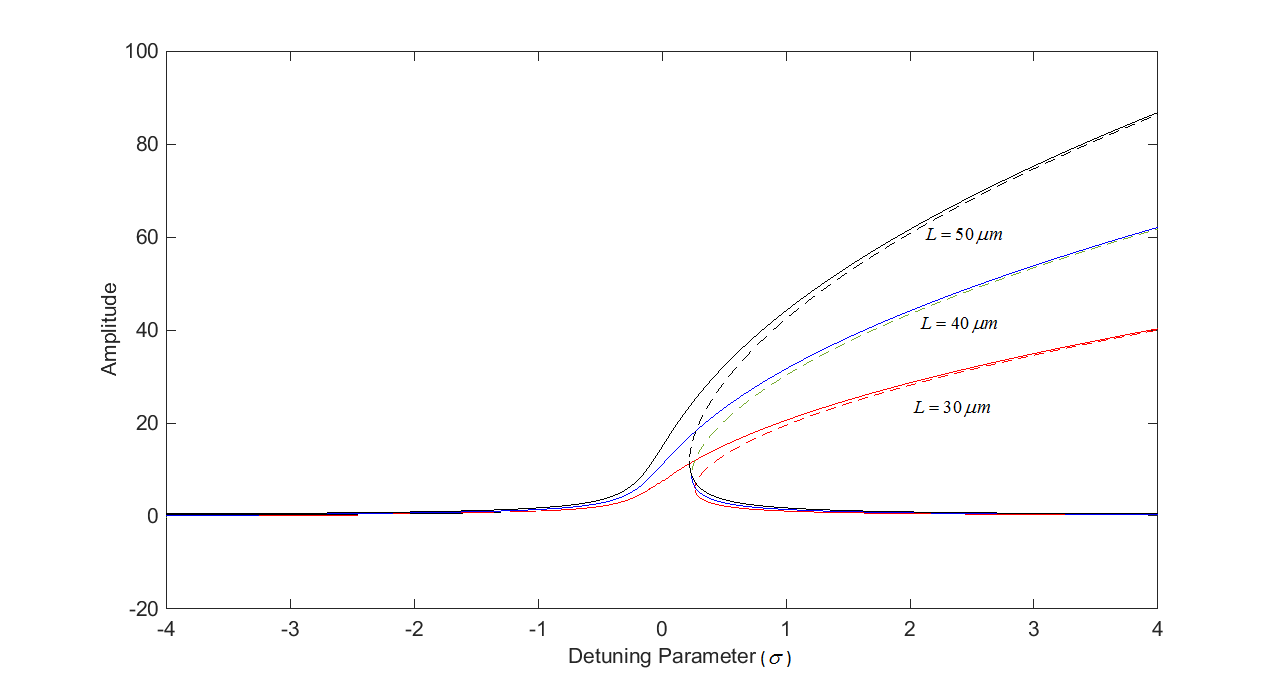 100
80
60
40
20
0
-20
Amplitude
L = 50 μm
L = 40 μm
L = 30 μm
-4 -3 -2 -1 0 1 2 3 4
Detuning Parameter (σ)